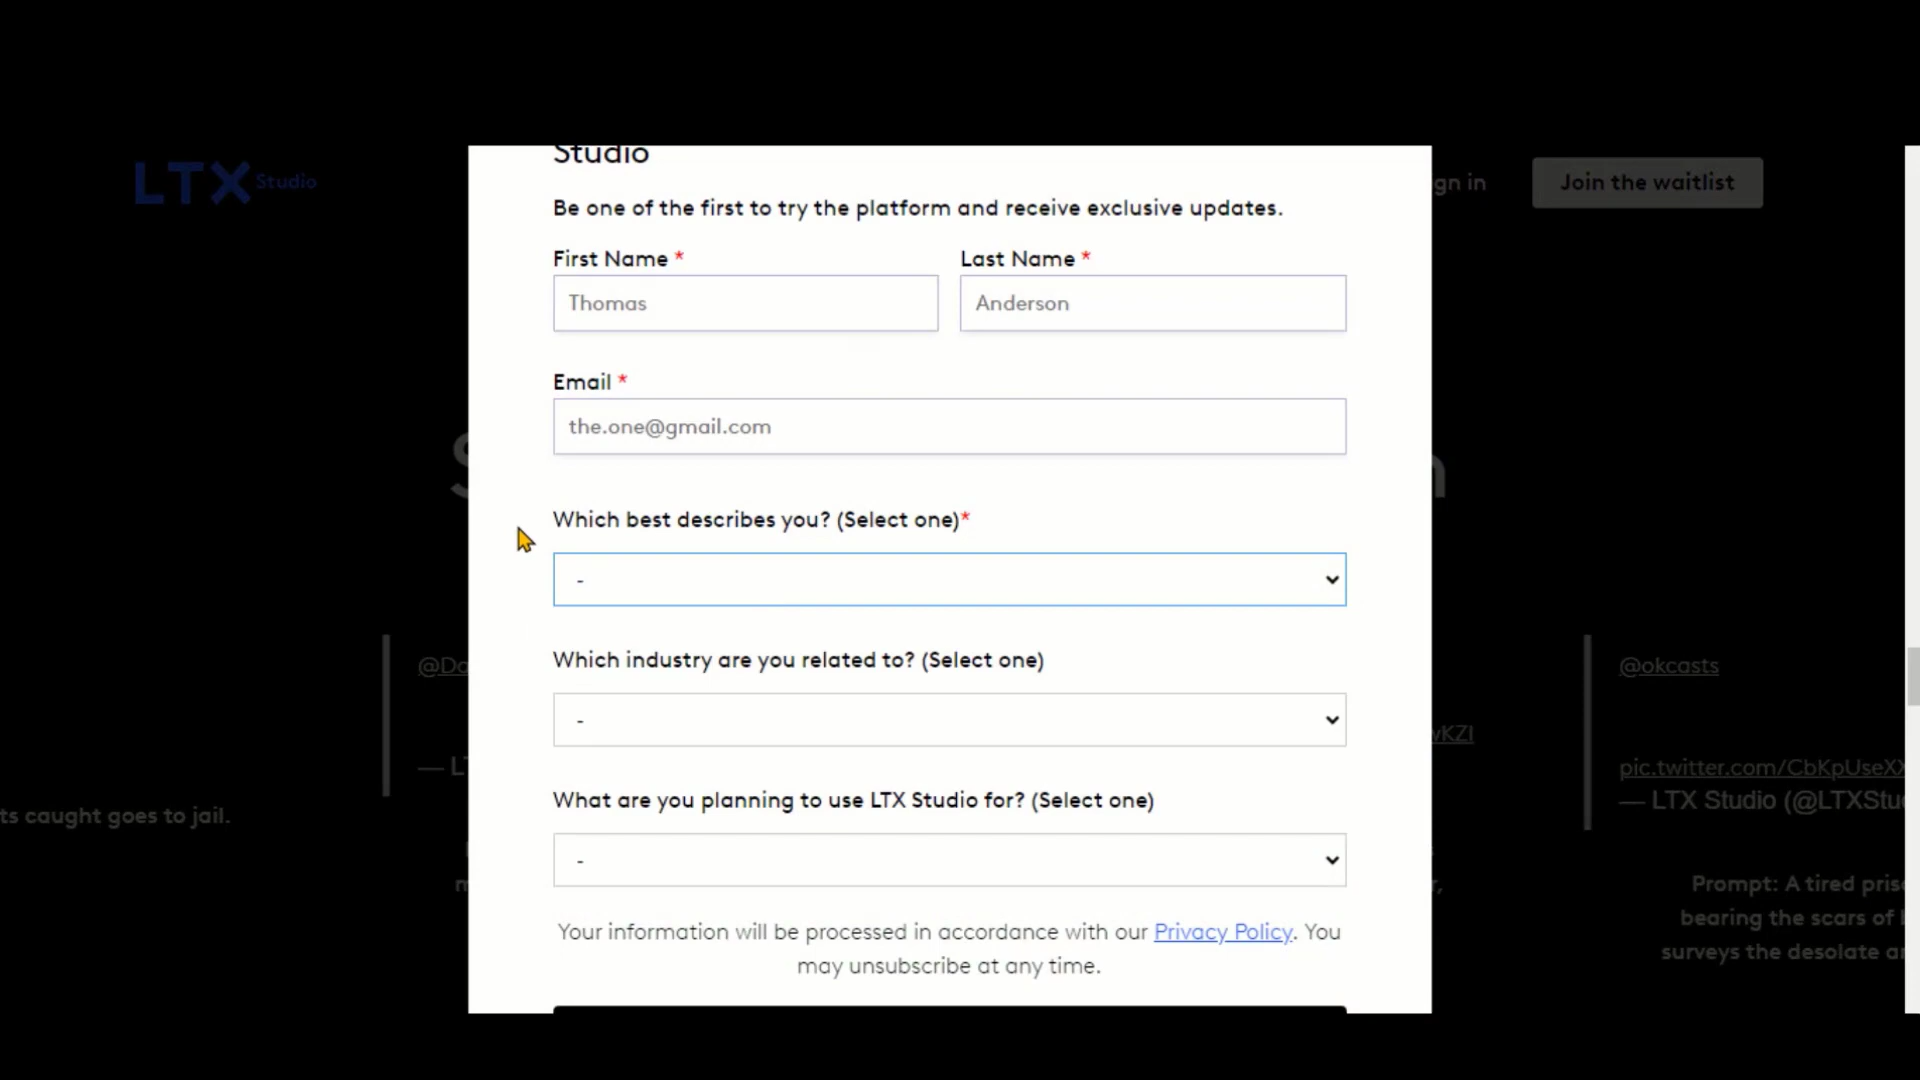 LTX Studio
Studio
gn in
Join the waitlist
Be one of the first to try the platform and receive exclusive updates.
First Name *
Last Name *
Thomas
Anderson
Email *
the.one@gmail.com
Which best describes you? (Select one)*
-
Which industry are you related to? (Select one)
-
What are you planning to use LTX Studio for? (Select one)
-
Your information will be processed in accordance with our Privacy Policy. You
may unsubscribe at any time.
@Da
— LT
ts caught goes to jail.
vKZI
@okcasts
pic.twitter.com/CbKpUseXX
— LTX Studio (@LTXStu
Prompt: A tired pris
bearing the scars of
surveys the desolate